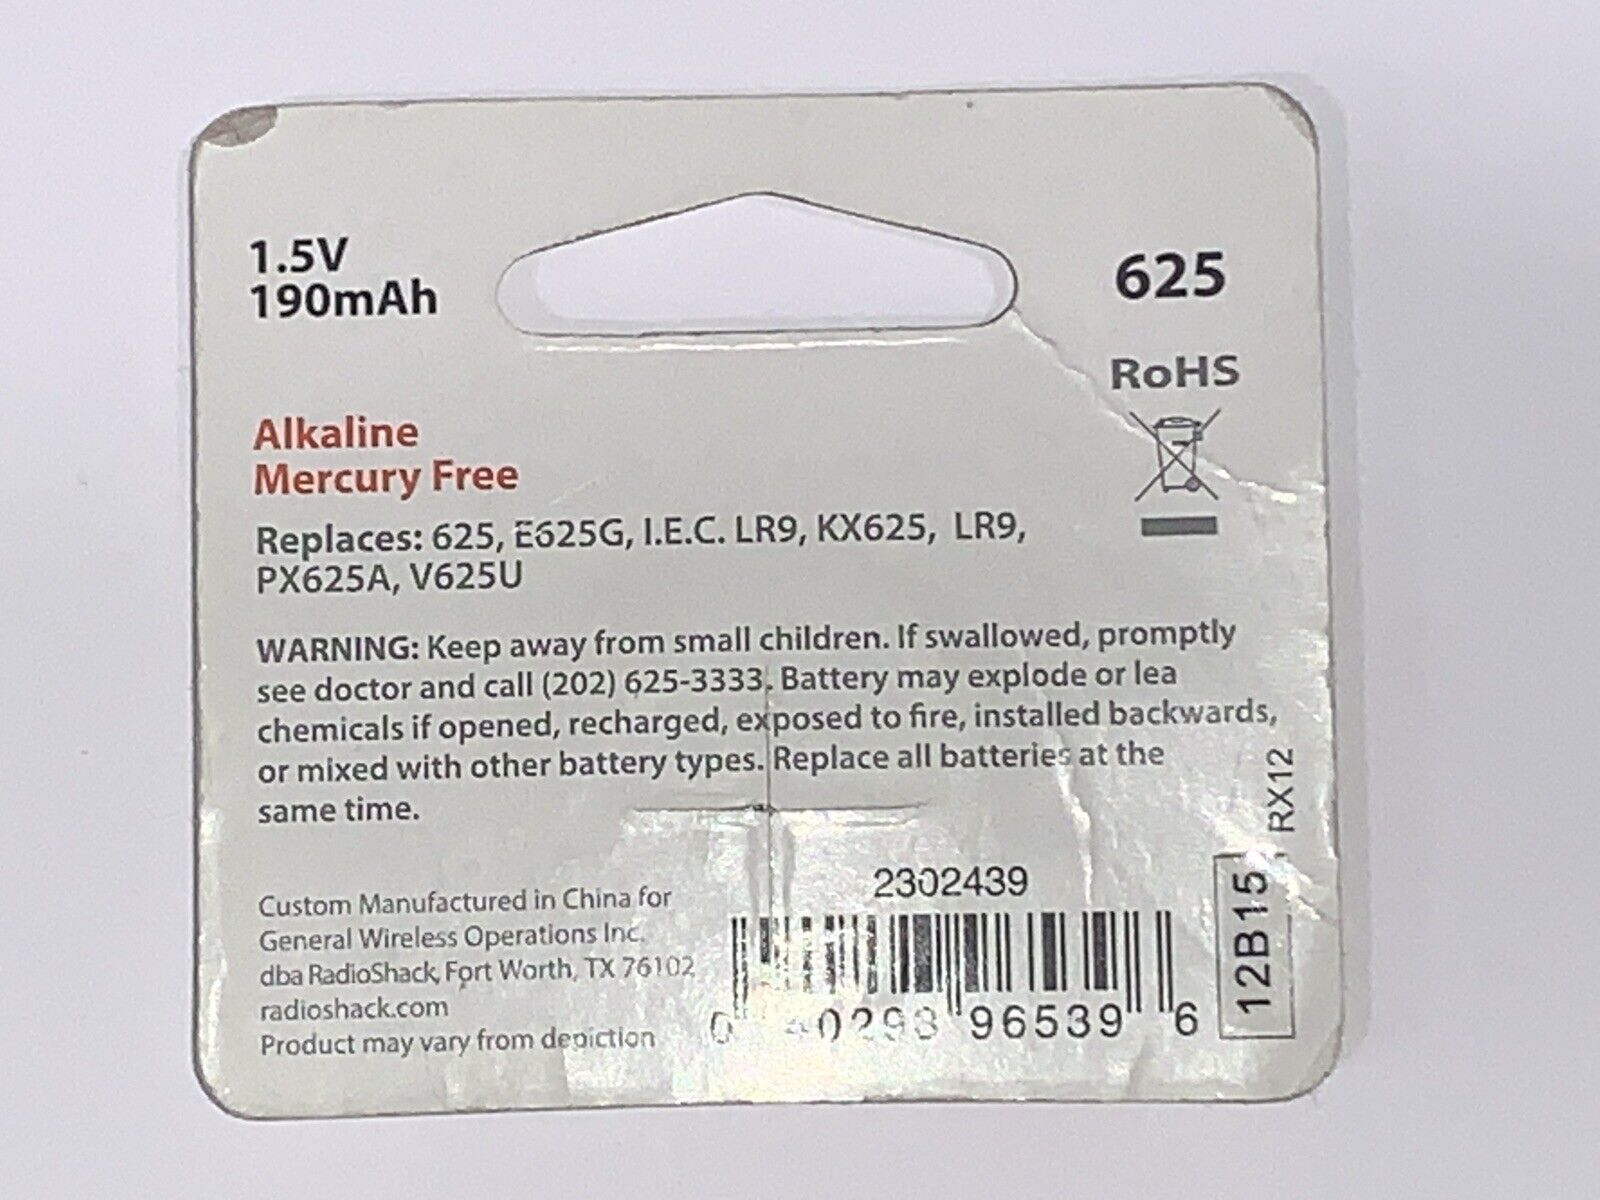 1.5V
190mAh
625
RoHS
Alkaline
Mercury Free
Replaces: 625, E625G, I.E.C. LR9, KX625, LR9,
PX625A, V625U
WARNING: Keep away from small children. If swallowed, promptly
see doctor and call (202) 625-3333. Battery may explode or lea
chemicals if opened, recharged, exposed to fire, installed backwards,
or mixed with other battery types. Replace all batteries at the
same time.
Custom Manufactured in China for
General Wireless Operations Inc.
dba RadioShack, Fort Worth, TX 76102
radioshack.com
Product may vary from depiction
2302439
0 40293 96539 6
12B15
RX12